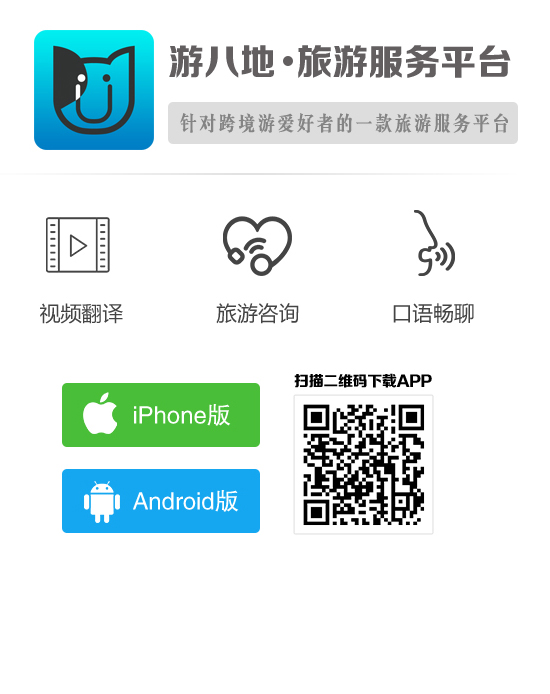 游八地·旅游服务平台
针对跨境游爱好者的一款旅游服务平台
视频翻译 旅游咨询 口语畅聊
扫描二维码下载APP
iPhone版
Android版